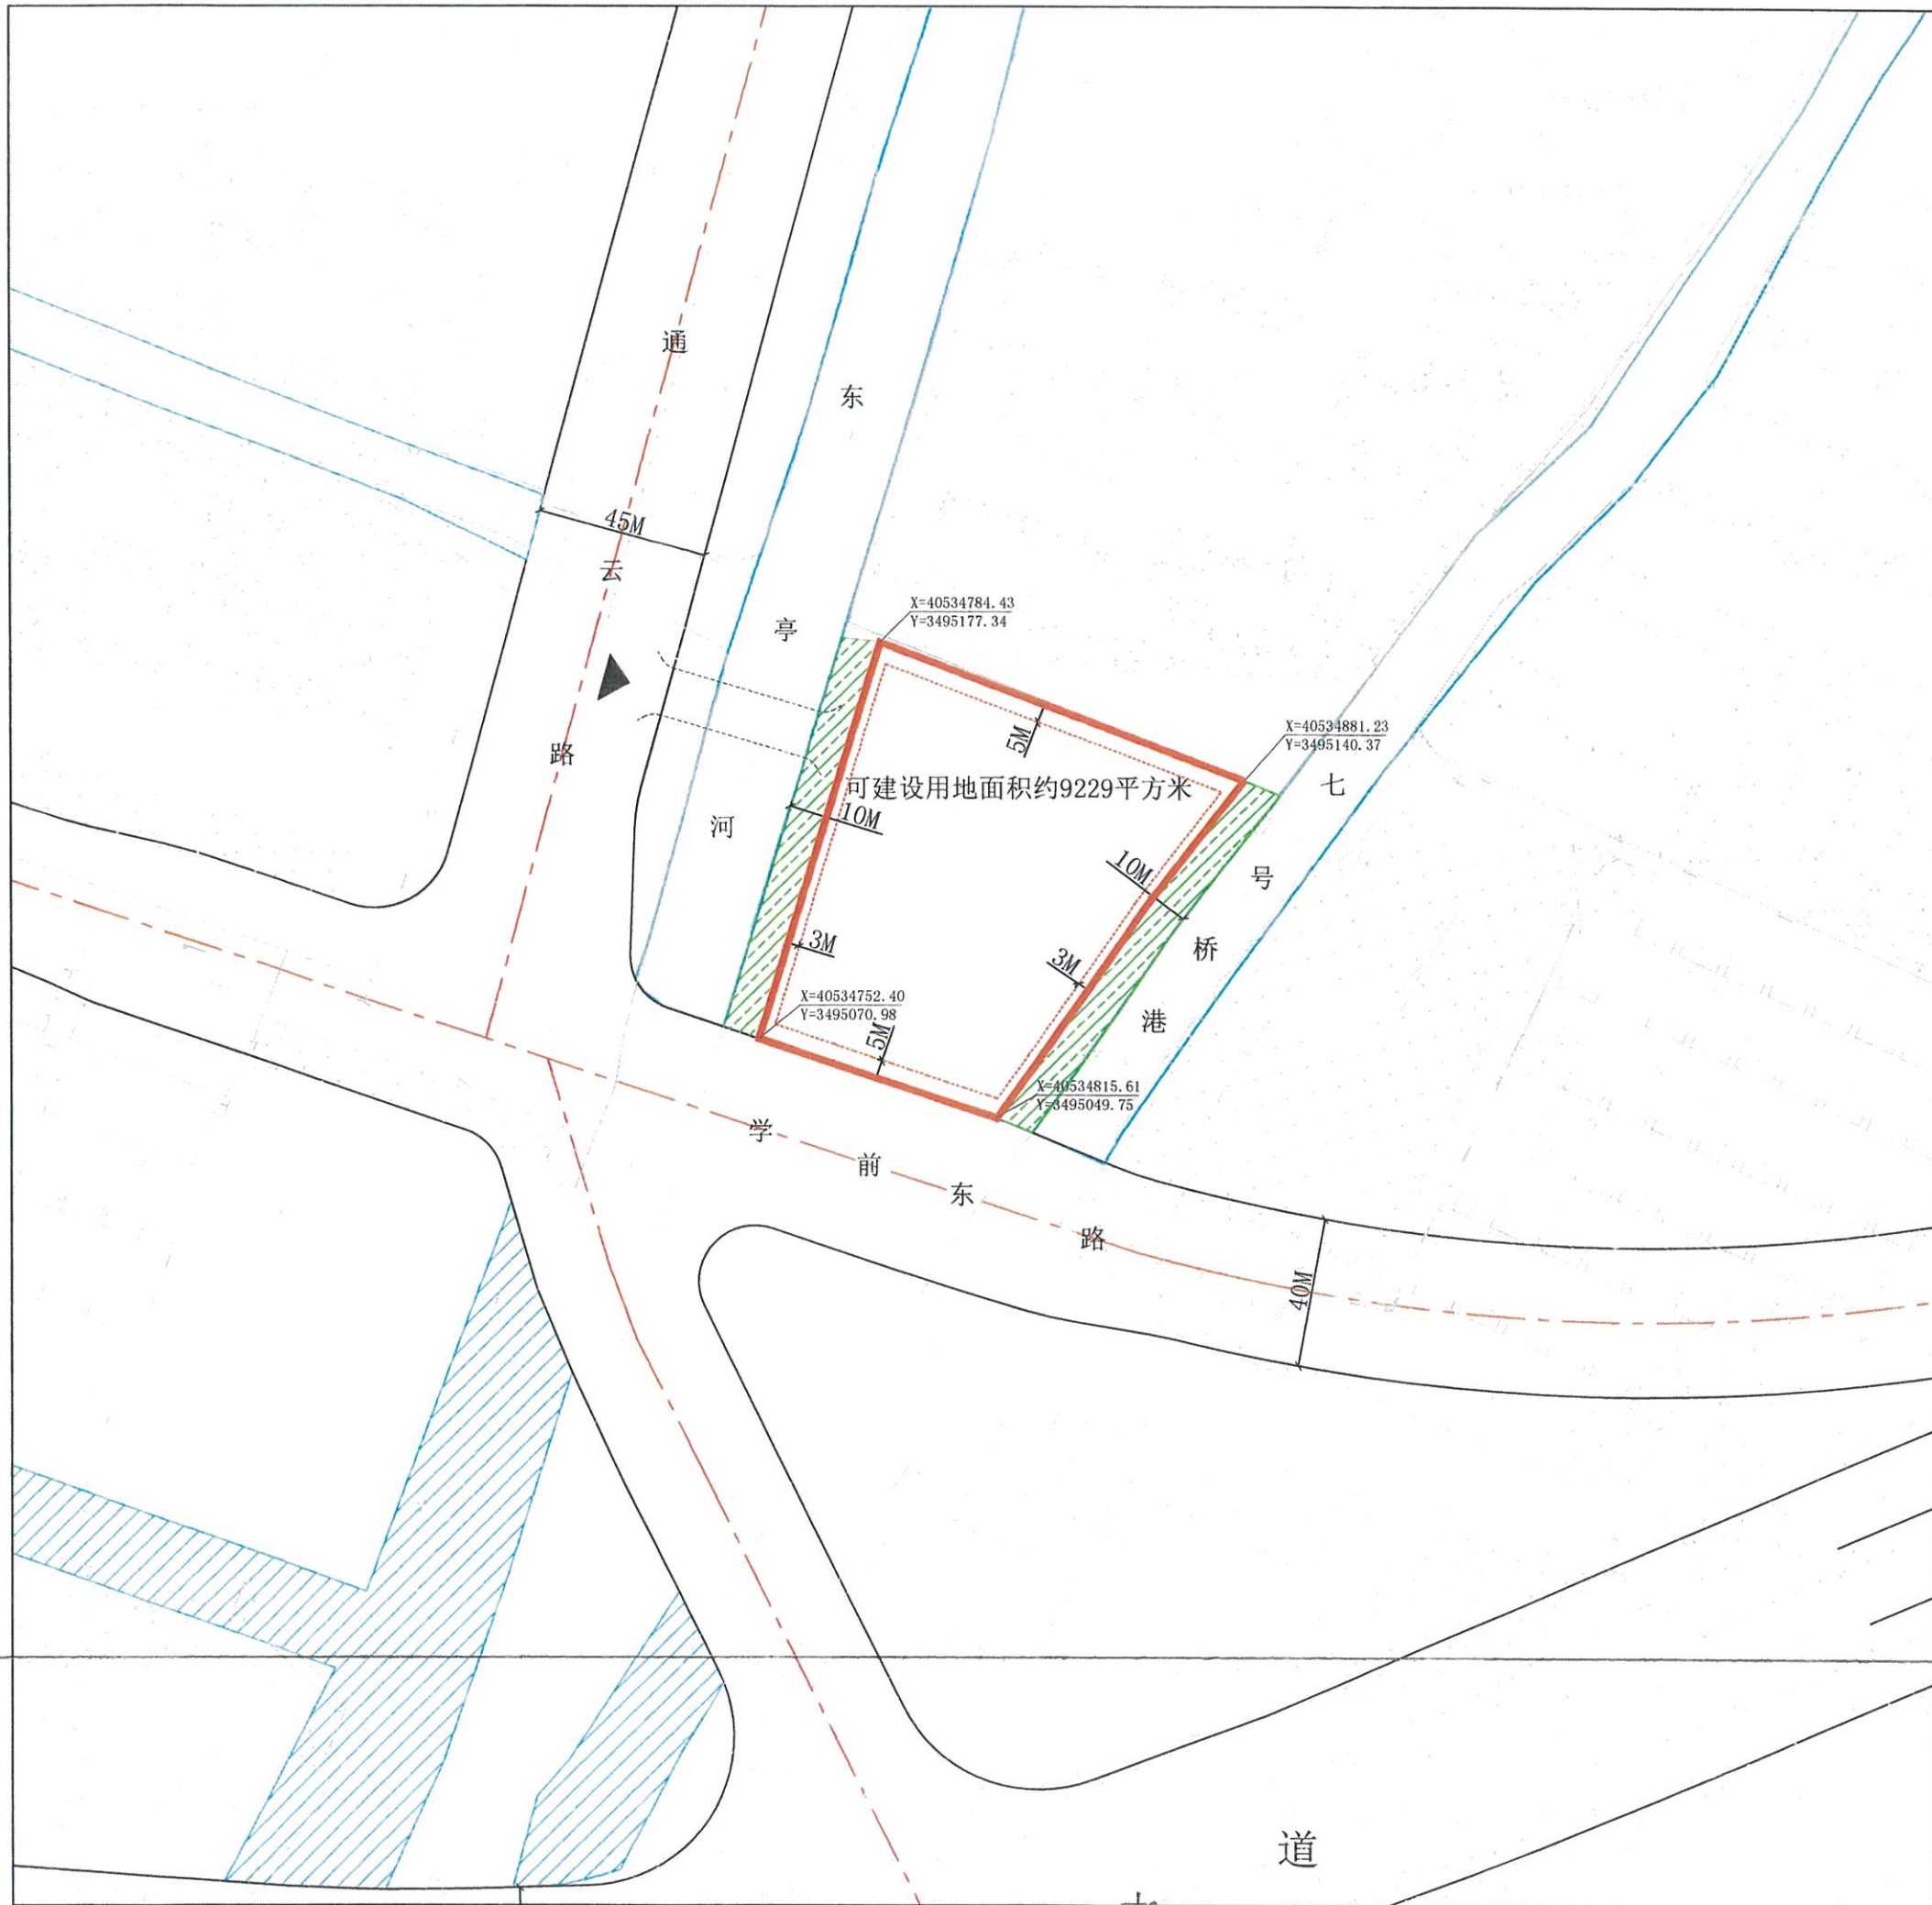 通云路
45M
东亭河
X=40534784.43
Y=3495177.34
5M
X=40534881.23
Y=3495140.37
可建设用地面积约9229平方米
10M
10M
七号桥港
3M
3M
X=40534752.40
Y=3495070.98
5M
X=40534815.61
Y=3495049.75
学前东路
40M
道